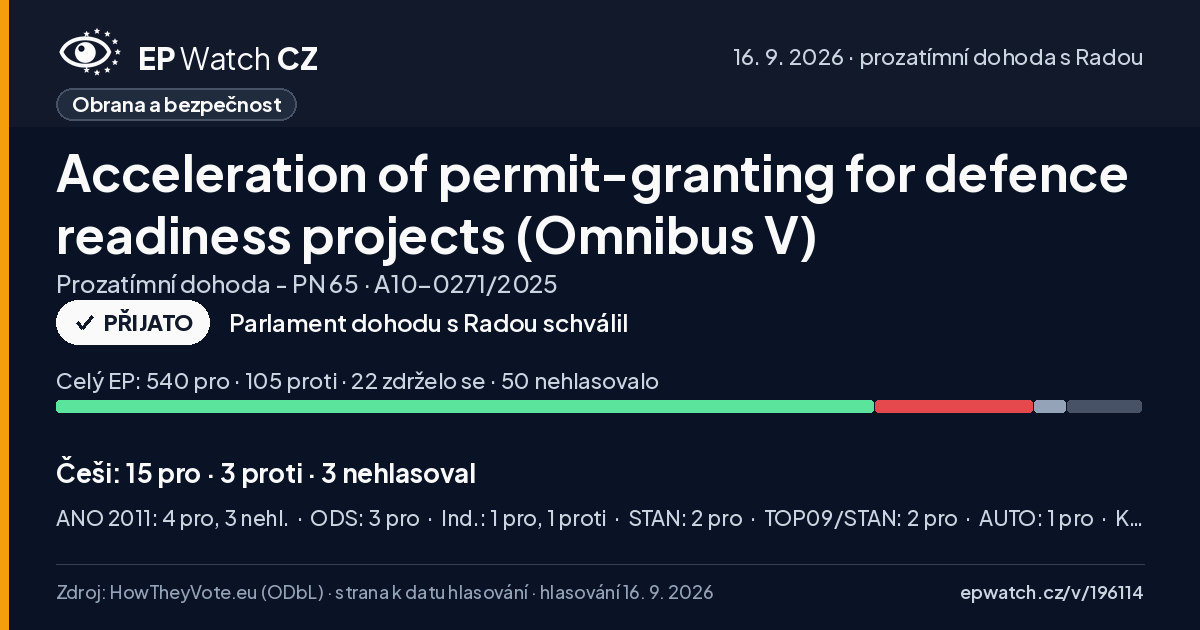 EP Watch CZ
16. 9. 2026 · prozatímní dohoda s Radou
Obrana a bezpečnost
Acceleration of permit-granting for defence
readiness projects (Omnibus V)
Prozatímní dohoda – PN 65 · A10–0271/2025
✓ PŘIJATO
Parlament dohodu s Radou schválil
Celý EP: 540 pro · 105 proti · 22 zdrželo se · 50 nehlasovalo
Češi: 15 pro · 3 proti · 3 nehlasoval
ANO 2011: 4 pro, 3 nehl. · ODS: 3 pro · Ind.: 1 pro, 1 proti · STAN: 2 pro · TOP09/STAN: 2 pro · AUTO: 1 pro · K…
Zdroj: HowTheyVote.eu (ODbL) · strana k datu hlasování · hlasování 16. 9. 2026
epwatch.cz/v/196114